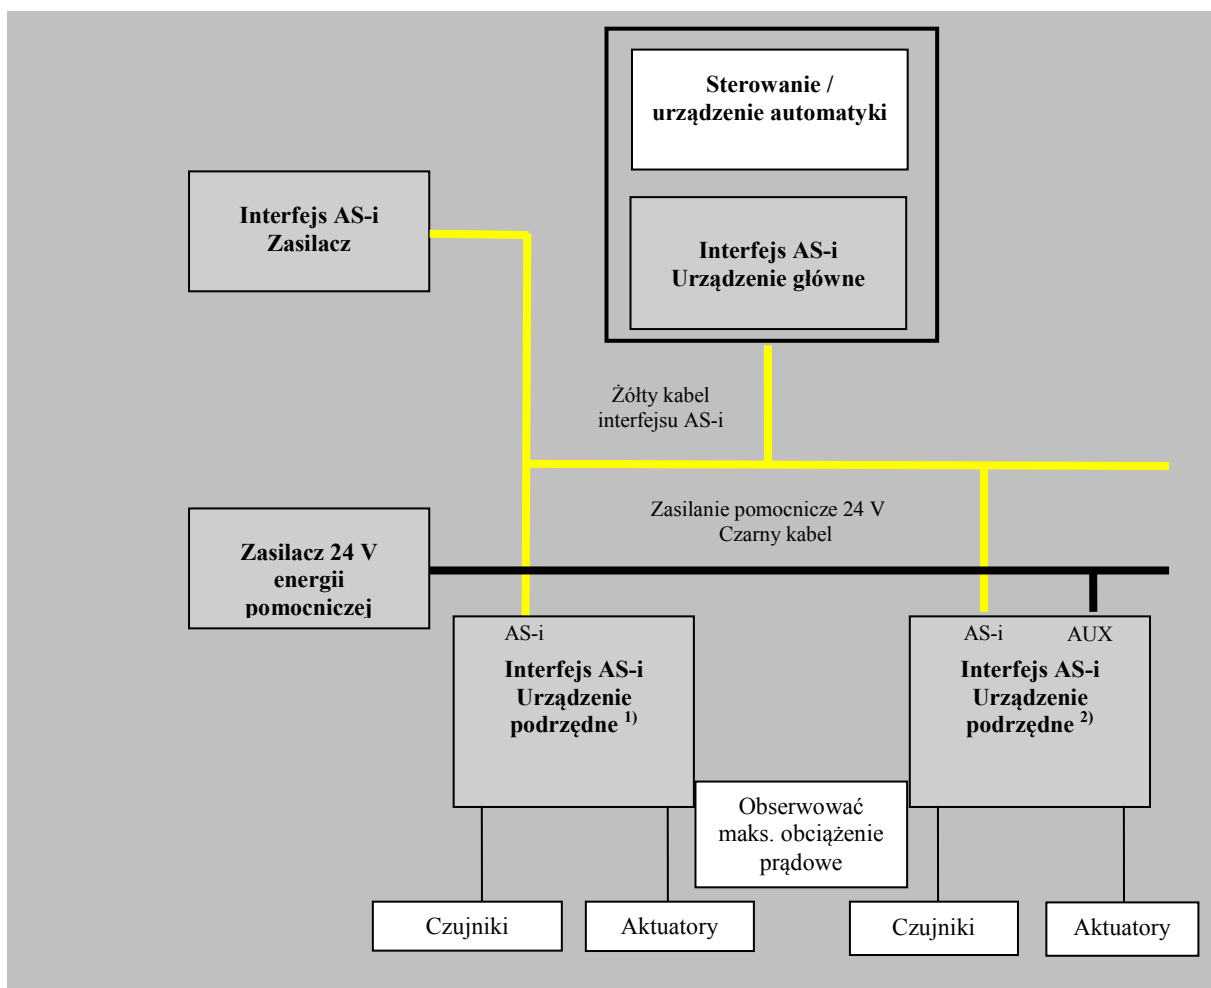 Sterowanie /
urządzenie automatyki
Interfejs AS-i
Zasilacz
Interfejs AS-i
Urządzenie główne
Żółty kabel
interfejsu AS-i
Zasilanie pomocnicze 24 V
Czarny kabel
Zasilacz 24 V
energii
pomocniczej
AS-i
Interfejs AS-i
Urządzenie
podrzędne 1)
AS-i AUX
Interfejs AS-i
Urządzenie
podrzędne 2)
Obserwować
maks. obciążenie
prądowe
Czujniki
Aktuatory
Czujniki
Aktuatory